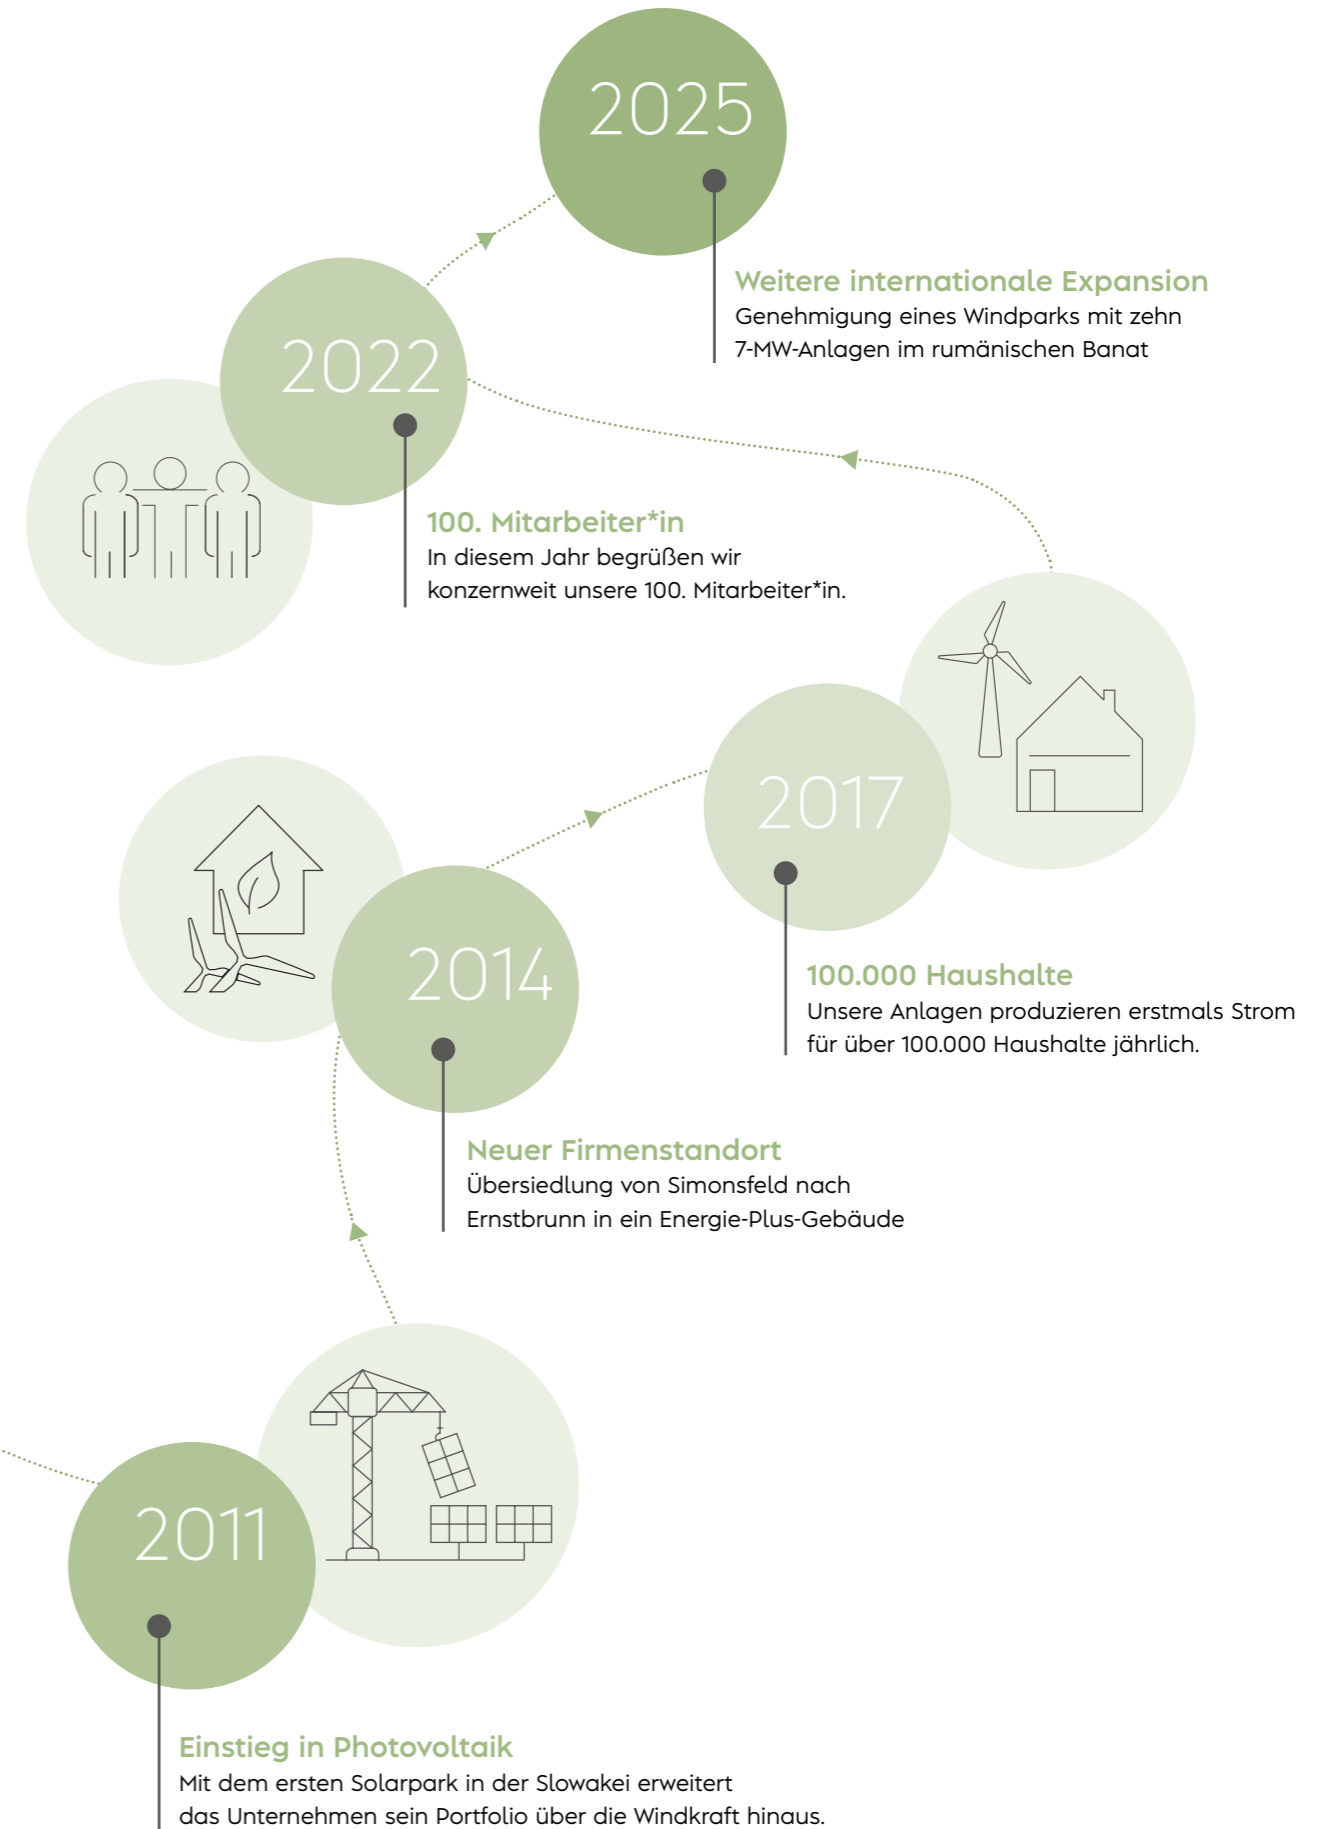 2025
Weitere internationale Expansion
Genehmigung eines Windparks mit zehn
7-MW-Anlagen im rumänischen Banat
2022
100. Mitarbeiter*in
In diesem Jahr begrüßen wir
konzernweit unsere 100. Mitarbeiter*in.
2017
100.000 Haushalte
Unsere Anlagen produzieren erstmals Strom
für über 100.000 Haushalte jährlich.
2014
Neuer Firmenstandort
Übersiedlung von Simonsfeld nach
Ernstbrunn in ein Energie-Plus-Gebäude
2011
Einstieg in Photovoltaik
Mit dem ersten Solarpark in der Slowakei erweitert
das Unternehmen sein Portfolio über die Windkraft hinaus.